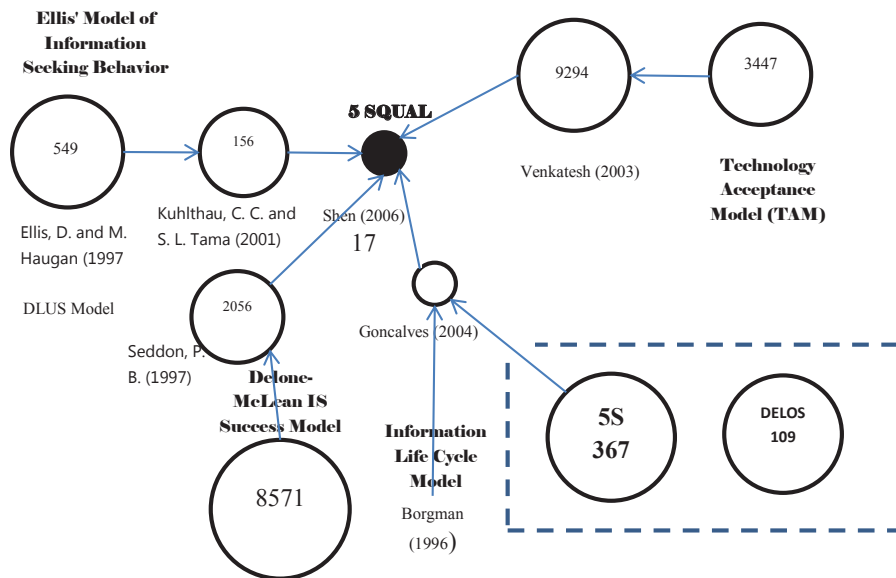 Ellis' Model of
Information
Seeking Behavior
549
156
5 SQUAL
9294
3447
Ellis, D. and M.
Haugan (1997
Kuhlthau, C. C. and
S. L. Tama (2001)
Shen (2006)
17
Venkatesh (2003)
Technology
Acceptance
Model (TAM)
DLUS Model
2056
Seddon, P.
B. (1997)
Goncalves (2004)
Delone-
McLean IS
Success Model
8571
Information
Life Cycle
Model
Borgman
(1996)
5S
367
DELOS
109